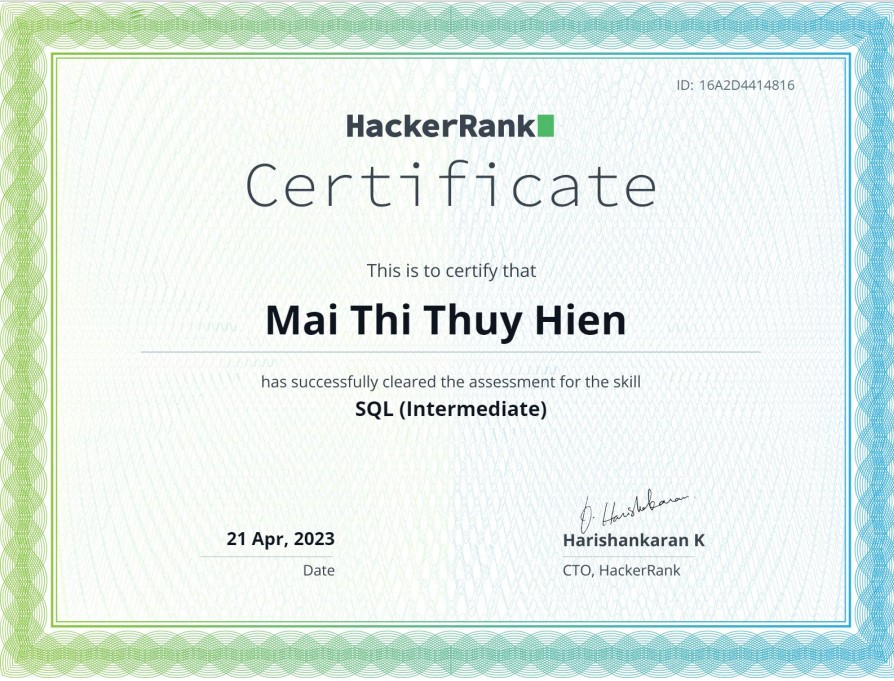 ID: 16A2D4414816
HackerRank
Certificate
This is to certify that
Mai Thi Thuy Hien
has successfully cleared the assessment for the skill
SQL (Intermediate)
21 Apr, 2023
Date
Harishankaran K
CTO, HackerRank